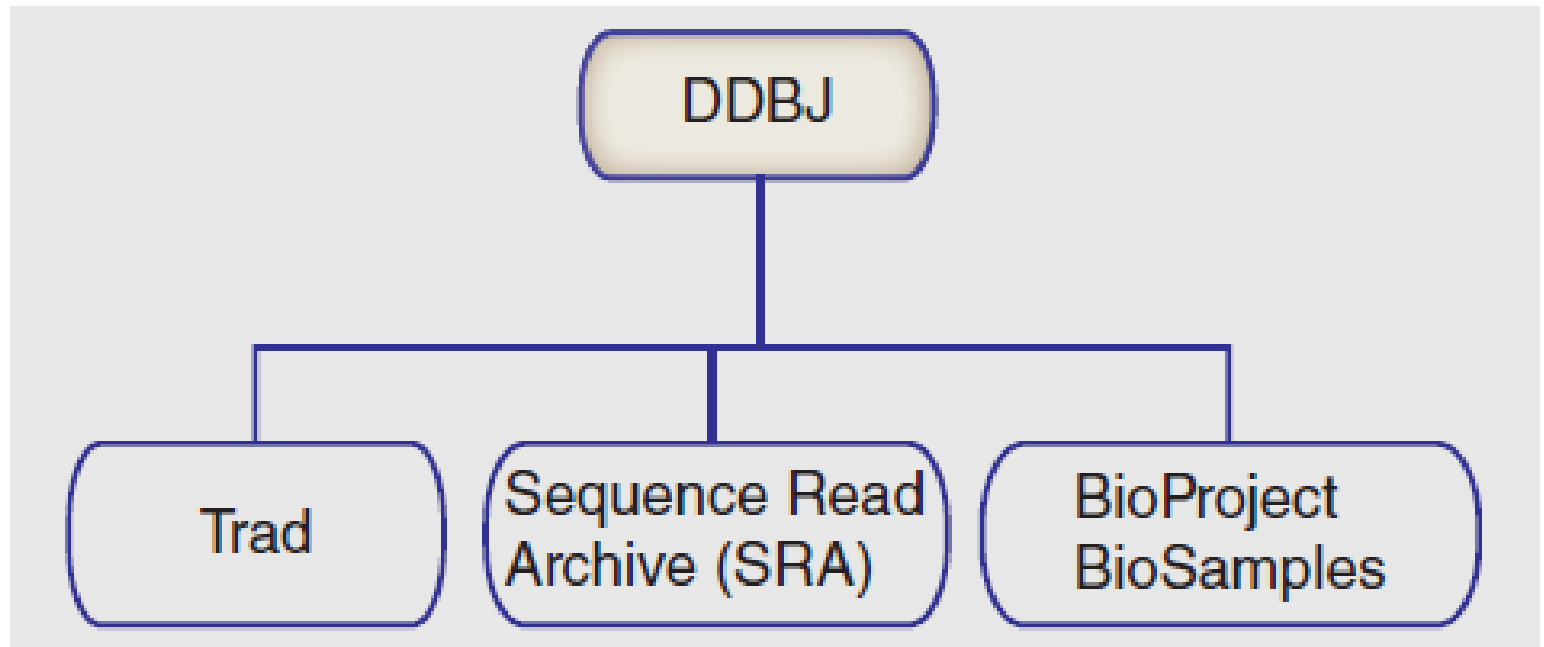 DDBJ
Trad
Sequence Read
Archive (SRA)
BioProject
BioSamples